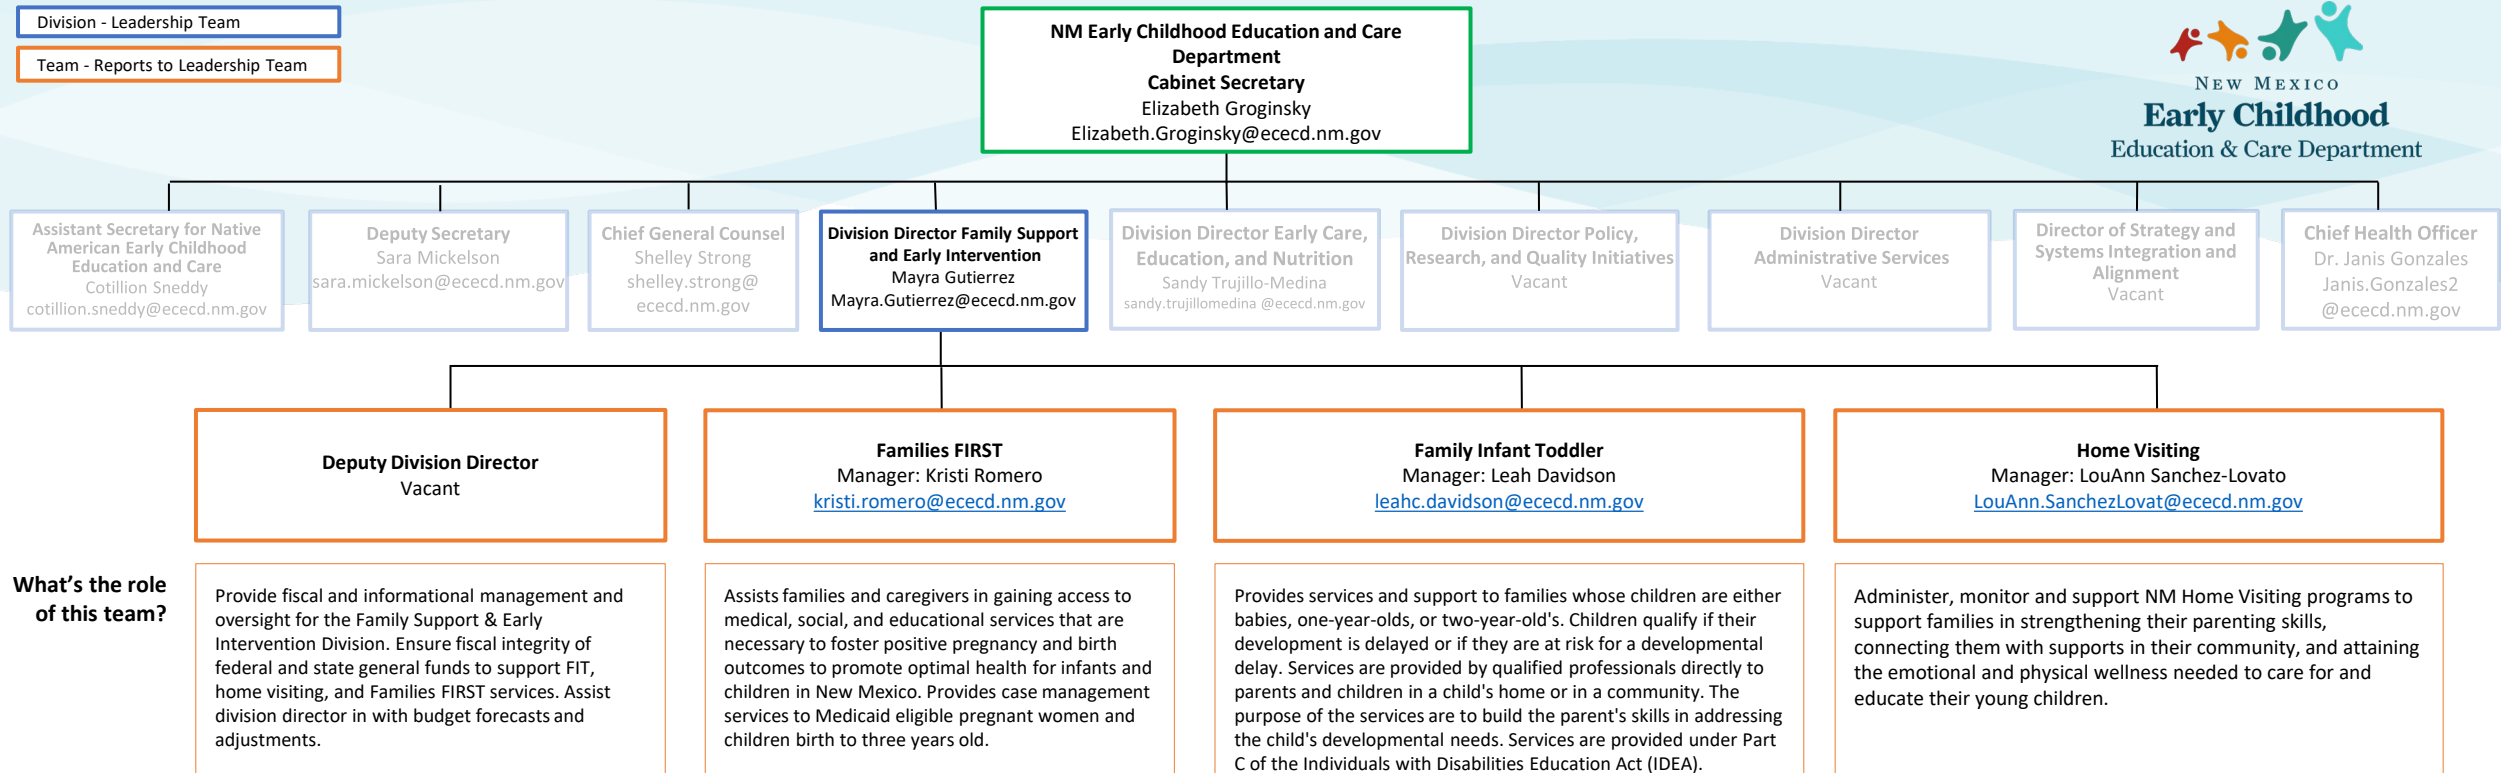 Division - Leadership Team
Team - Reports to Leadership Team
NM Early Childhood Education and Care
Department
Cabinet Secretary
Elizabeth Groginsky
Elizabeth.Groginsky@ececd.nm.gov
NEW MEXICO
Early Childhood
Education & Care Department
Assistant Secretary for Native
American Early Childhood
Education and Care
Cotillion Sneddy
cotillion.sneddy@ececd.nm.gov
Deputy Secretary
Sara Mickelson
sara.mickelson@ececd.nm.gov
Chief General Counsel
Shelley Strong
shelley.strong@
ececd.nm.gov
Division Director Family Support
and Early Intervention
Mayra Gutierrez
Mayra.Gutierrez@ececd.nm.gov
Division Director Early Care,
Education, and Nutrition
Sandy Trujillo-Medina
sandy.trujillomedina @ececd.nm.gov
Division Director Policy,
Research, and Quality Initiatives
Vacant
Division Director
Administrative Services
Vacant
Director of Strategy and
Systems Integration and
Alignment
Vacant
Chief Health Officer
Dr. Janis Gonzales
Janis.Gonzales2
@ececd.nm.gov
Deputy Division Director
Vacant
Families FIRST
Manager: Kristi Romero
kristi.romero@ececd.nm.gov
Family Infant Toddler
Manager: Leah Davidson
leahc.davidson@ececd.nm.gov
Home Visiting
Manager: LouAnn Sanchez-Lovato
LouAnn.SanchezLovat@ececd.nm.gov
What's the role
of this team?
Provide fiscal and informational management and
oversight for the Family Support & Early
Intervention Division. Ensure fiscal integrity of
federal and state general funds to support FIT,
home visiting, and Families FIRST services. Assist
division director in with budget forecasts and
adjustments.
Assists families and caregivers in gaining access to
medical, social, and educational services that are
necessary to foster positive pregnancy and birth
outcomes to promote optimal health for infants and
children in New Mexico. Provides case management
services to Medicaid eligible pregnant women and
children birth to three years old.
Provides services and support to families whose children are either
babies, one-year-olds, or two-year-old's. Children qualify if their
development is delayed or if they are at risk for a developmental
delay. Services are provided by qualified professionals directly to
parents and children in a child's home or in a community. The
purpose of the services are to build the parent's skills in addressing
the child's developmental needs. Services are provided under Part
C of the Individuals with Disabilities Education Act (IDEA).
Administer, monitor and support NM Home Visiting programs to
support families in strengthening their parenting skills,
connecting them with supports in their community, and attaining
the emotional and physical wellness needed to care for and
educate their young children.